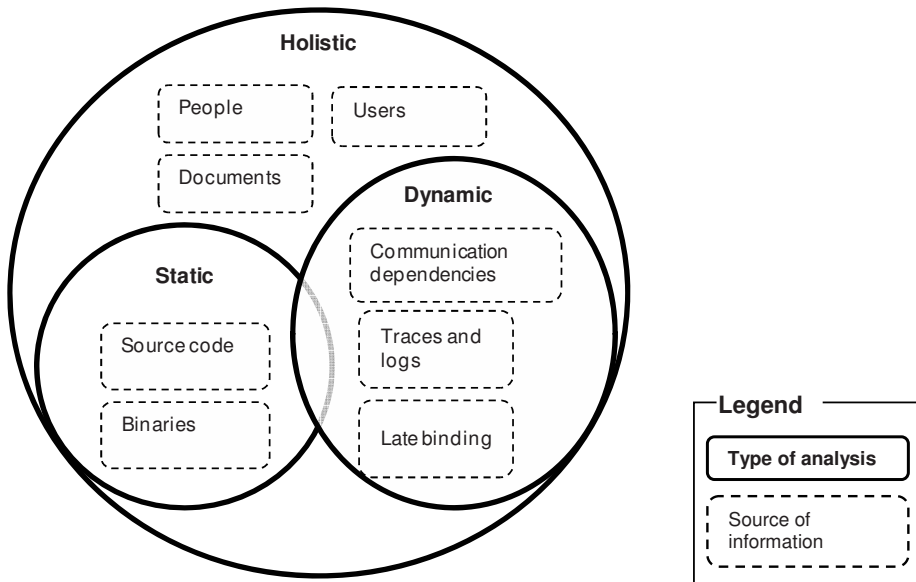 Holistic
People
Users
Documents
Dynamic
Communication
dependencies
Static
Source code
Traces and
logs
Binaries
Late binding
Legend
Type of analysis
Source of
information